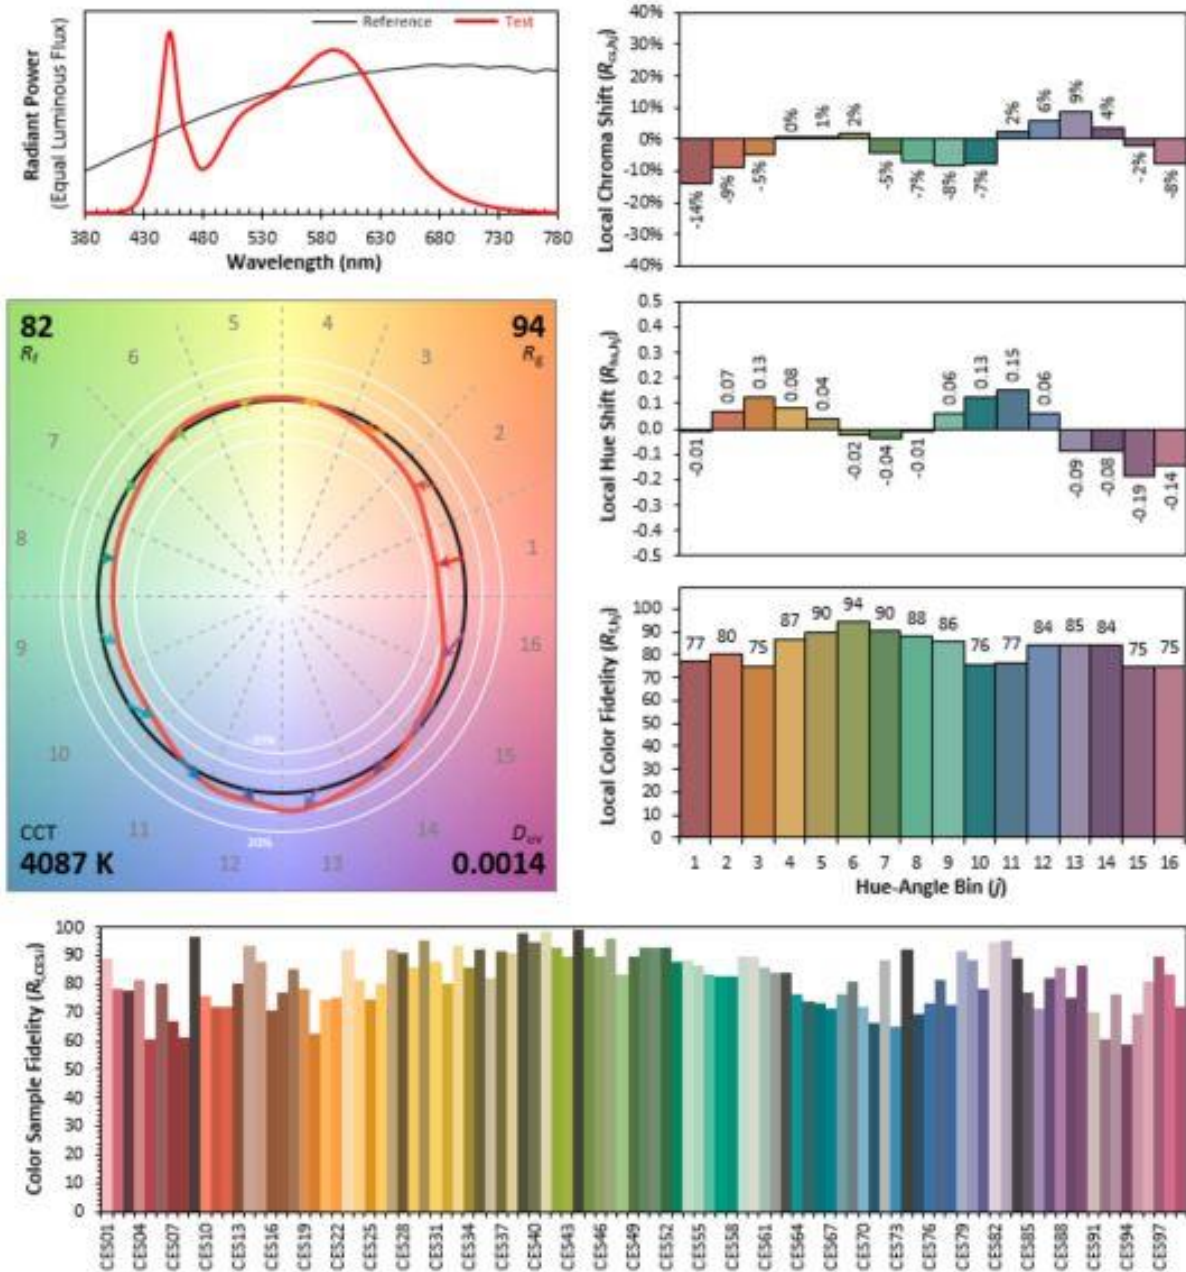 Reference Test
Radiant Power
(Equal Luminous Flux)
380 430 480 530 580 630 680 730 780
Wavelength (nm)
Local Chroma Shift (Rcs,hj)
40%
30%
20%
10%
0%
-10%
-20%
-30%
-40%
-14% -9% -5% 0% 1% 2% -5% -7% -8% -7% 2% 6% 9% 4% -2% -8%
82
Rf
94
Rg
5 4
6 3
7 2
8 1
9 16
10 15
11 14
12 13
20%
CCT
4087 K
Duv
0.0014
Local Hue Shift (Rhs,hj)
0.5
0.4
0.3
0.2
0.1
0.0
-0.1
-0.2
-0.3
-0.4
-0.5
-0.01 0.07 0.13 0.08 0.04 -0.02 -0.04 -0.01 0.06 0.13 0.15 0.06 -0.09 -0.08 -0.19 -0.14
Local Color Fidelity (Rf,hj)
100
90
80
70
60
50
40
30
20
10
0
77 80 75 87 90 94 90 88 86 76 77 84 85 84 75 75
1 2 3 4 5 6 7 8 9 10 11 12 13 14 15 16
Hue-Angle Bin (j)
Color Sample Fidelity (Rf,CESi)
100
90
80
70
60
50
40
30
20
10
0
CES01 CES04 CES07 CES10 CES13 CES16 CES19 CES22 CES25 CES28 CES31 CES34 CES37 CES40 CES43 CES46 CES49 CES52 CES55 CES58 CES61 CES64 CES67 CES70 CES73 CES76 CES79 CES82 CES85 CES88 CES91 CES94 CES97